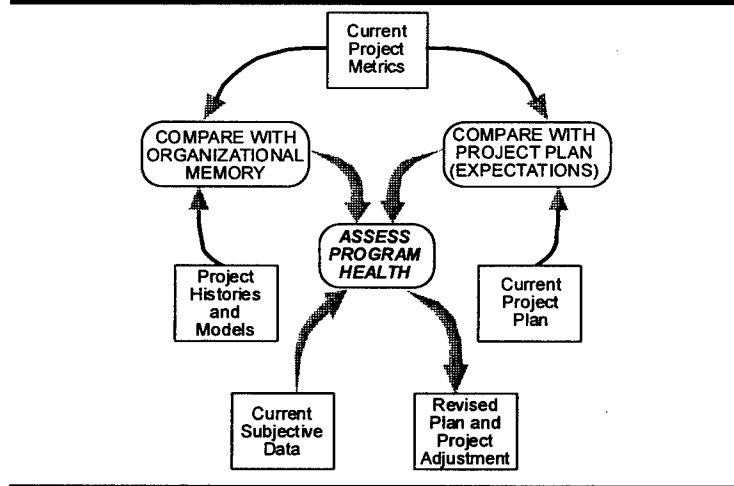 Current
Project
Metrics
COMPARE WITH
ORGANIZATIONAL
MEMORY
COMPARE WITH
PROJECT PLAN
(EXPECTATIONS)
ASSESS
PROGRAM
HEALTH
Project
Histories
and
Models
Current
Project
Plan
Current
Subjective
Data
Revised
Plan and
Project
Adjustment